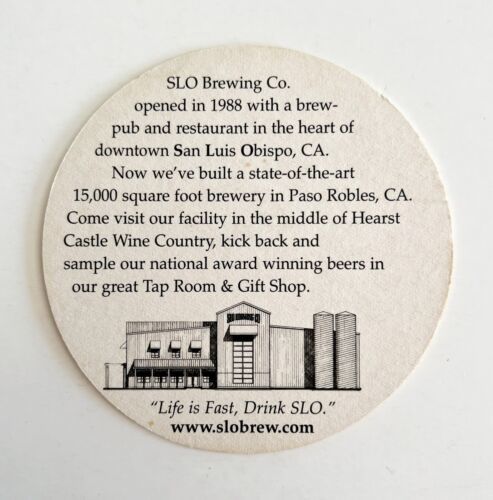 SLO Brewing Co.
opened in 1988 with a brew-
pub and restaurant in the heart of
downtown San Luis Obispo, CA.
Now we've built a state-of-the-art
15,000 square foot brewery in Paso Robles, CA.
Come visit our facility in the middle of Hearst
Castle Wine Country, kick back and
sample our national award winning beers in
our great Tap Room & Gift Shop.
SLO BREWING CO
"Life is Fast, Drink SLO."
www.slobrew.com